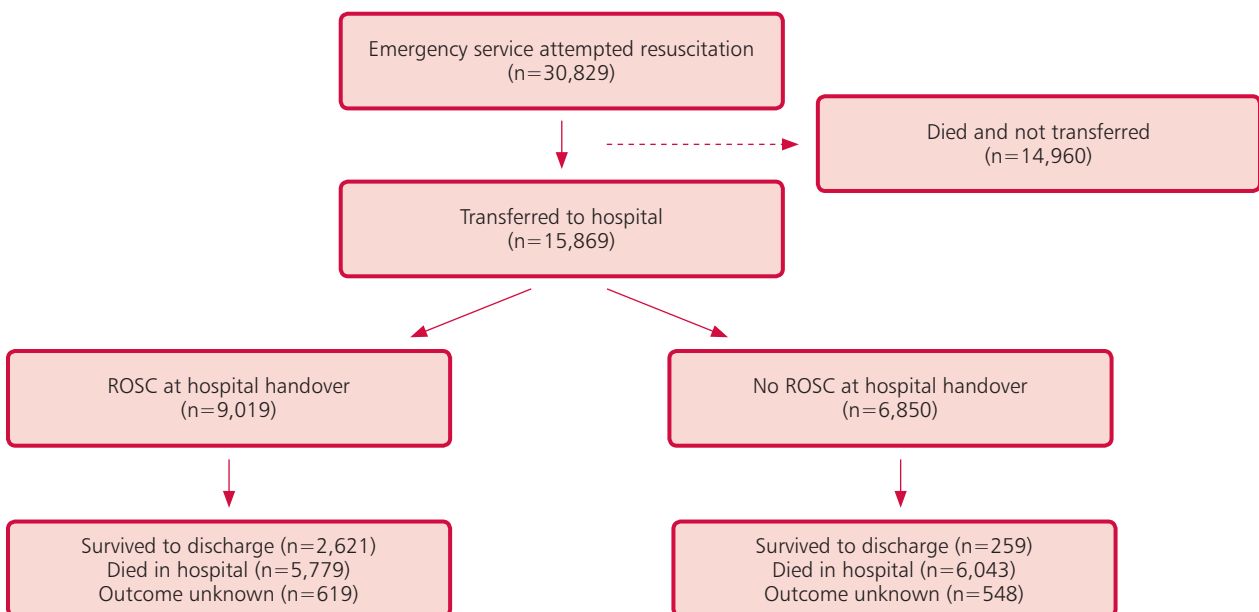 Emergency service attempted resuscitation
(n=30,829)
Died and not transferred
(n=14,960)
Transferred to hospital
(n=15,869)
ROSC at hospital handover
(n=9,019)
No ROSC at hospital handover
(n=6,850)
Survived to discharge (n=2,621)
Died in hospital (n=5,779)
Outcome unknown (n=619)
Survived to discharge (n=259)
Died in hospital (n=6,043)
Outcome unknown (n=548)